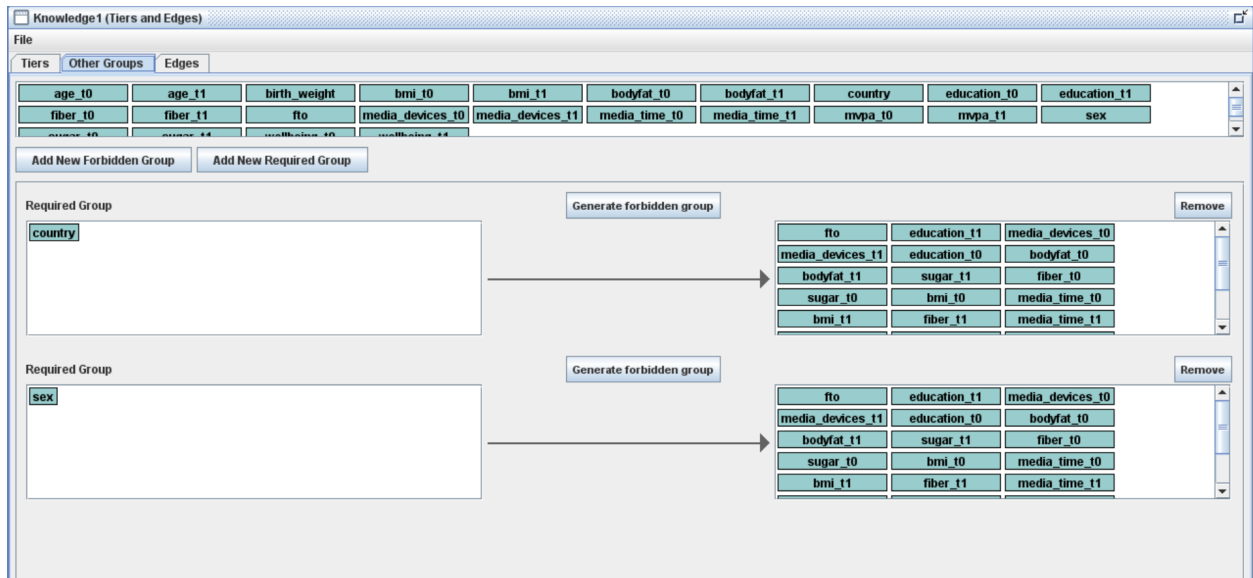 Knowledge1 (Tiers and Edges)
File
Tiers Other Groups Edges
age_t0 age_t1 birth_weight bmi_t0 bmi_t1 bodyfat_t0 bodyfat_t1 country education_t0 education_t1
fiber_t0 fiber_t1 fto media_devices_t0 media_devices_t1 media_time_t0 media_time_t1 mvpa_t0 mvpa_t1 sex
sugar_t0 sugar_t1 wellbeing_t0 wellbeing_t1
Add New Forbidden Group Add New Required Group
Required Group Generate forbidden group Remove
country fto education_t1 media_devices_t0
media_devices_t1 education_t0 bodyfat_t0
bodyfat_t1 sugar_t1 fiber_t0
sugar_t0 bmi_t0 media_time_t0
bmi_t1 fiber_t1 media_time_t1
Required Group Generate forbidden group Remove
sex fto education_t1 media_devices_t0
media_devices_t1 education_t0 bodyfat_t0
bodyfat_t1 sugar_t1 fiber_t0
sugar_t0 bmi_t0 media_time_t0
bmi_t1 fiber_t1 media_time_t1